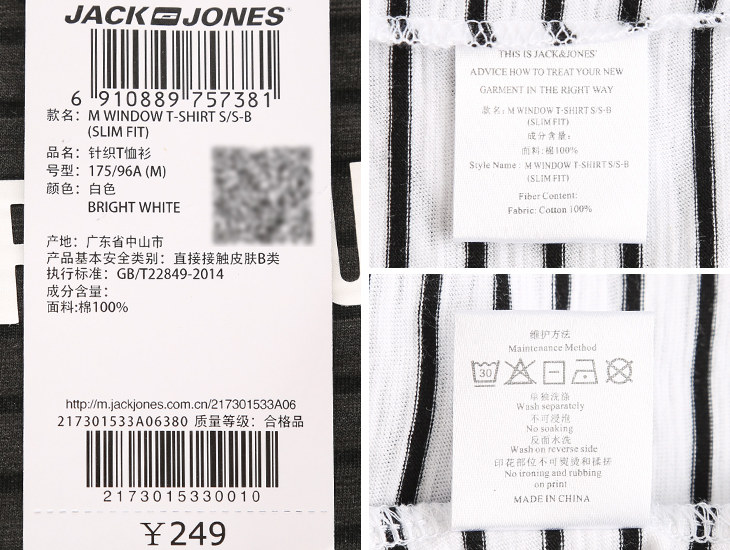 JACK JONES
6 910889 757381
款名: M WINDOW T-SHIRT S/S-B
(SLIM FIT)
品名: 针织T恤衫
号型: 175/96A (M)
颜色: 白色
BRIGHT WHITE
产地: 广东省中山市
产品基本安全类别: 直接接触皮肤B类
执行标准: GB/T22849-2014
成分含量:
面料:棉100%
http://m.jackjones.com.cn/217301533A06
217301533A06380 质量等级: 合格品
2173015330010
¥249
THIS IS JACK&JONES'
ADVICE HOW TO TREAT YOUR NEW
GARMENT IN THE RIGHT WAY
款名: M WINDOW T-SHIRT S/S-B
(SLIM FIT)
成分含量:
面料:棉100%
Style Name: M WINDOW T-SHIRT S/S-B
(SLIM FIT)
Fiber Content:
Fabric: Cotton 100%
维护方法
Maintenance Method
30
单独洗涤
Wash separately
不可浸泡
No soaking
反面水洗
Wash on reverse side
印花部位不可熨烫和揉搓
No ironing and rubbing
on print
MADE IN CHINA